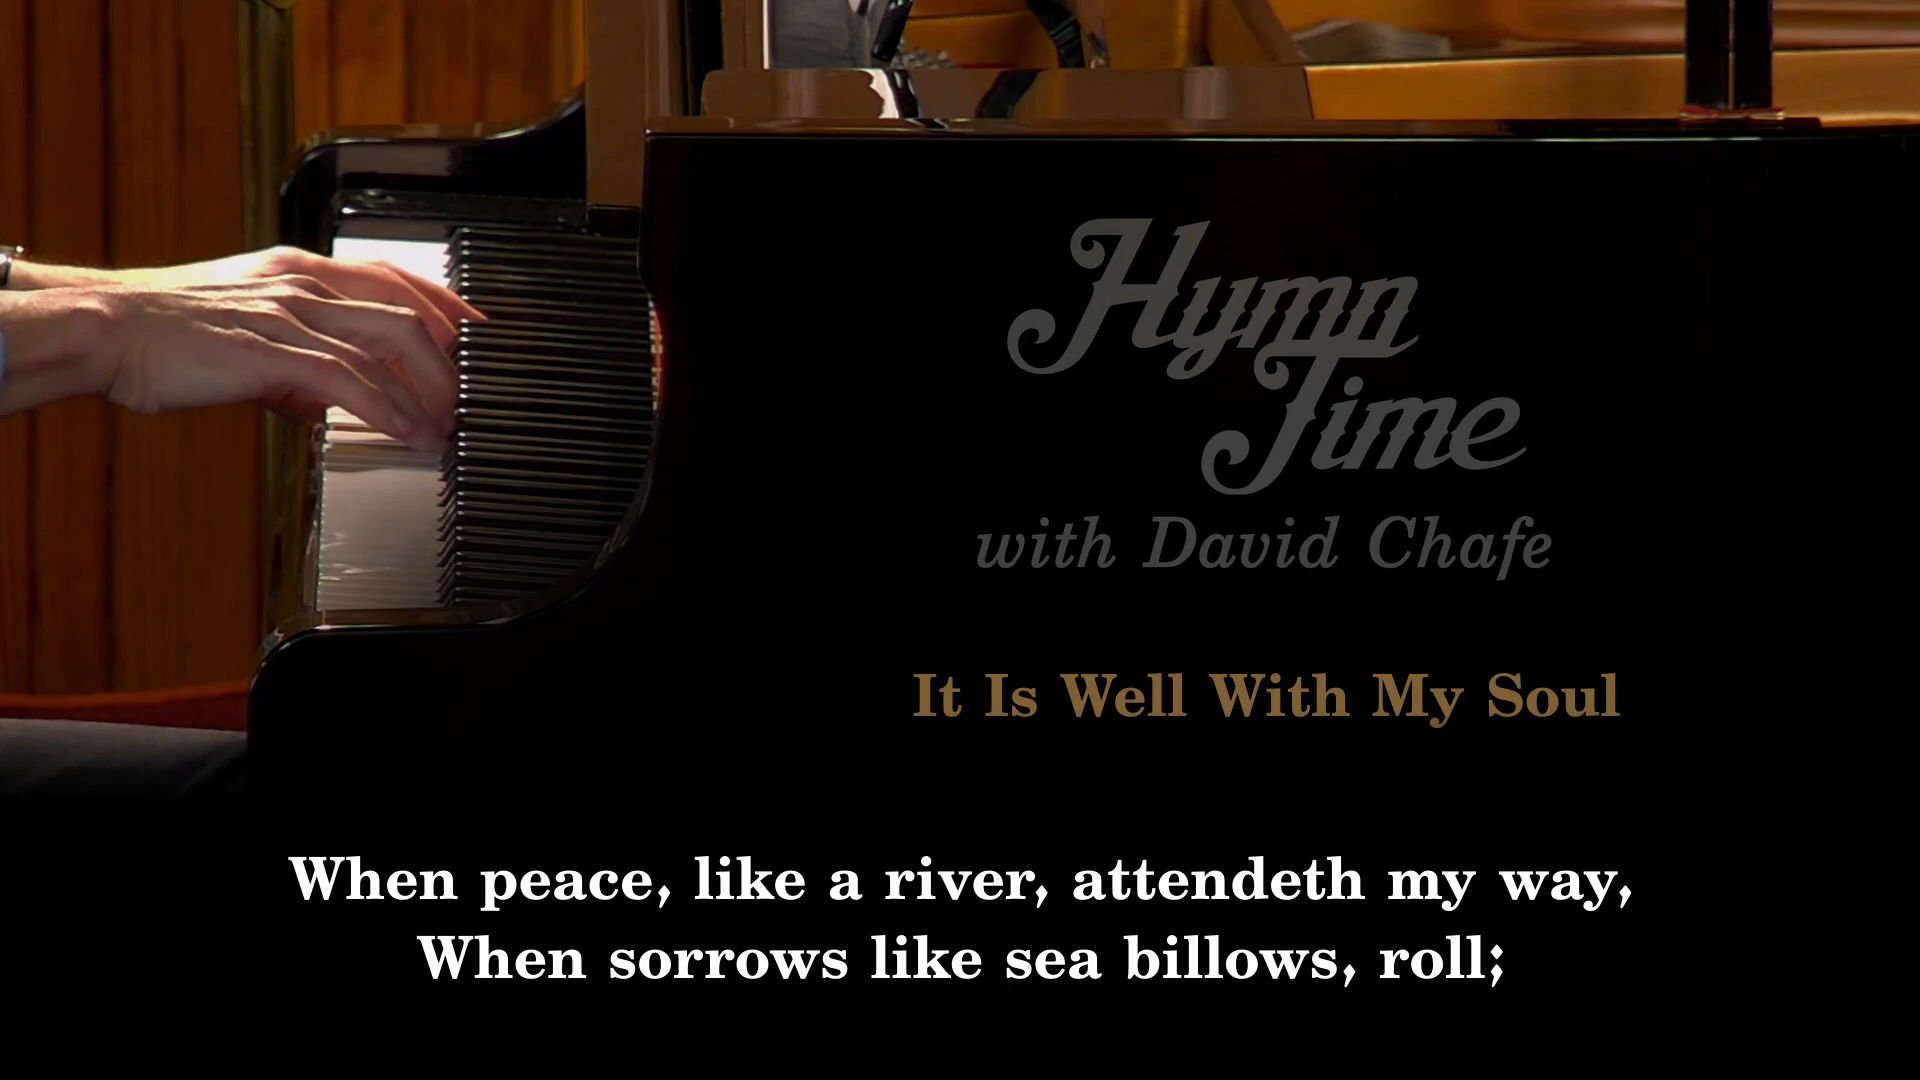 Hymn
Time
with David Chafe
It Is Well With My Soul
When peace, like a river, attendeth my way,
When sorrows like sea billows, roll;